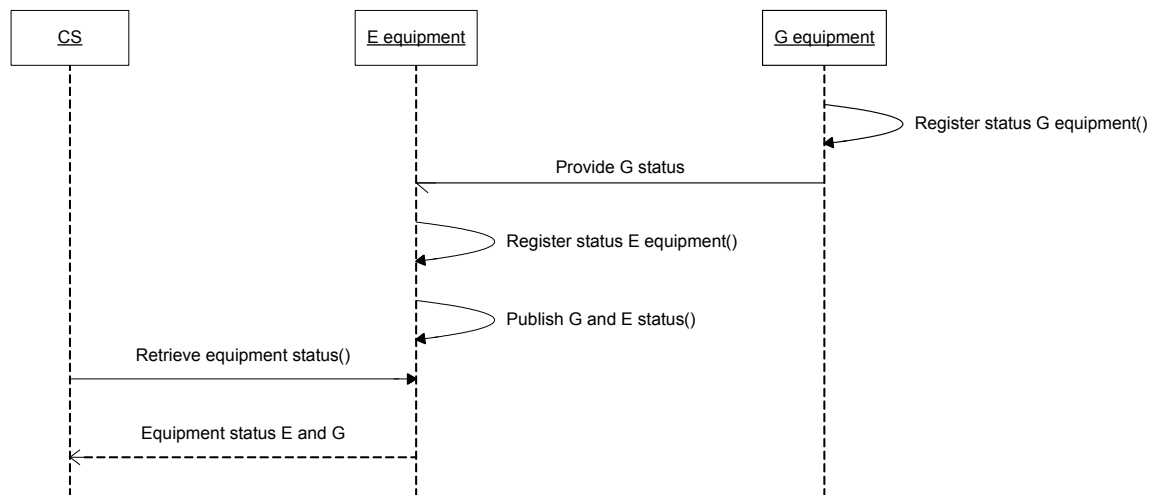 CS
E equipment
G equipment
Register status G equipment()
Provide G status
Register status E equipment()
Publish G and E status()
Retrieve equipment status()
Equipment status E and G